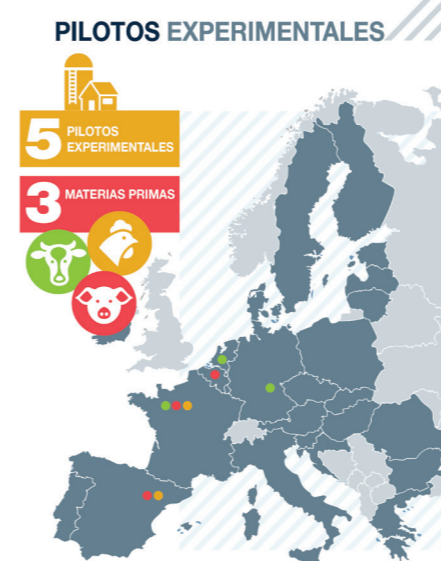 PILOTOS EXPERIMENTALES
5 PILOTOS
EXPERIMENTALES
3 MATERIAS PRIMAS